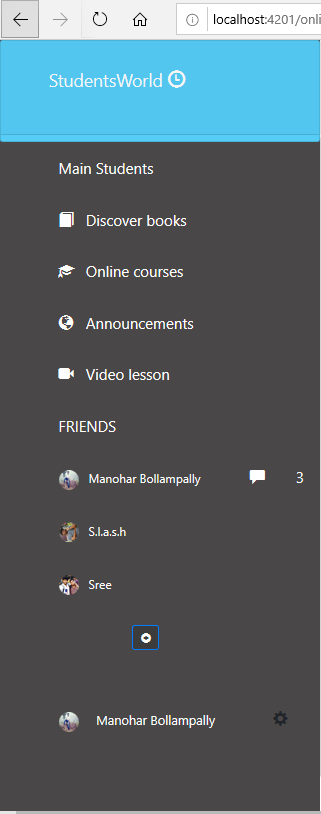 localhost:4201/onli
StudentsWorld
Main Students
Discover books
Online courses
Announcements
Video lesson
FRIENDS
Manohar Bollampally 3
S.l.a.s.h
Sree
Manohar Bollampally